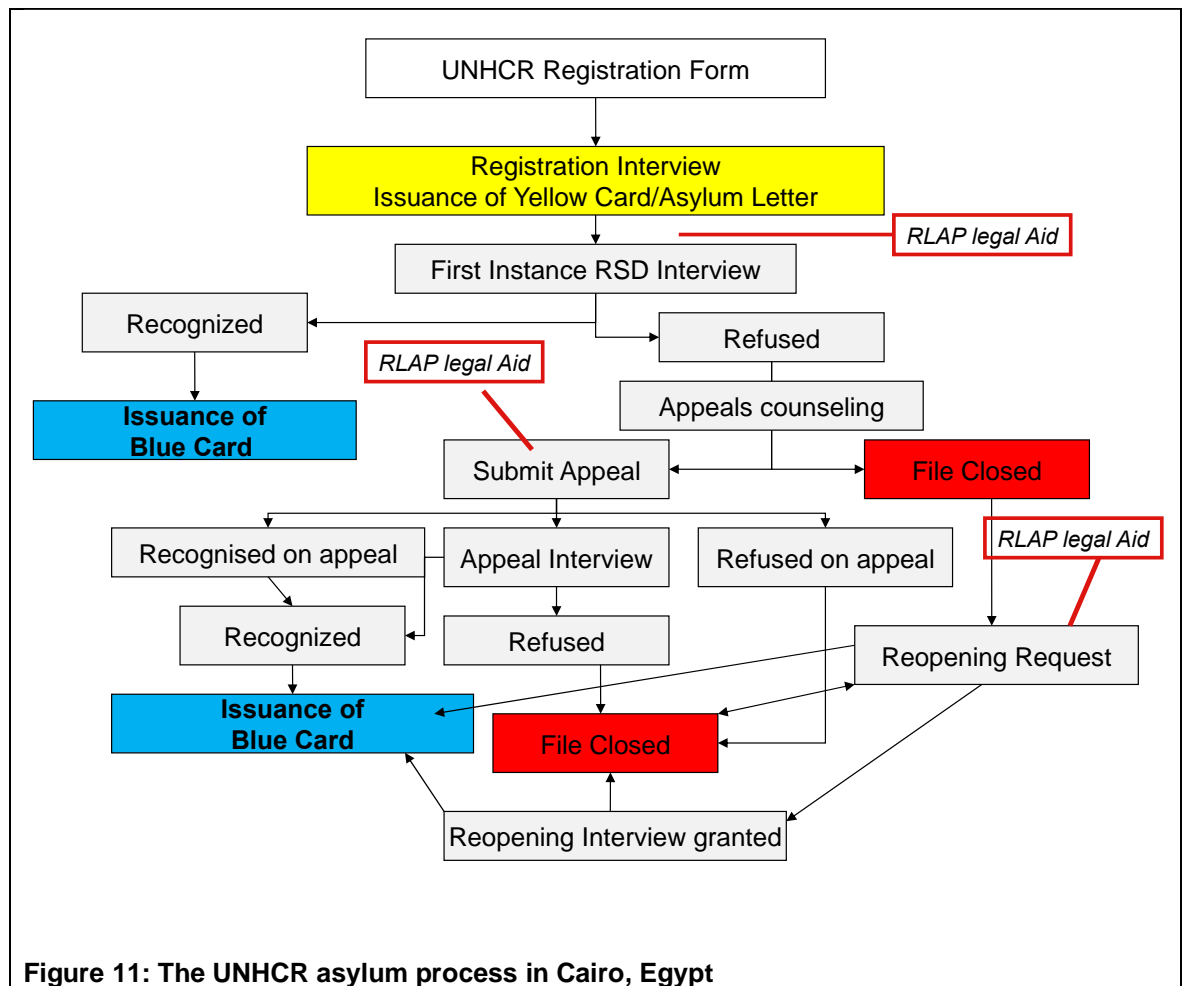 UNHCR Registration Form
Registration Interview
Issuance of Yellow Card/Asylum Letter
RLAP legal Aid
First Instance RSD Interview
Recognized
Refused
RLAP legal Aid
Issuance of
Blue Card
Appeals counseling
Submit Appeal
File Closed
Recognised on appeal
Appeal Interview
Refused on appeal
RLAP legal Aid
Recognized
Refused
Reopening Request
Issuance of
Blue Card
File Closed
Reopening Interview granted
Figure 11: The UNHCR asylum process in Cairo, Egypt